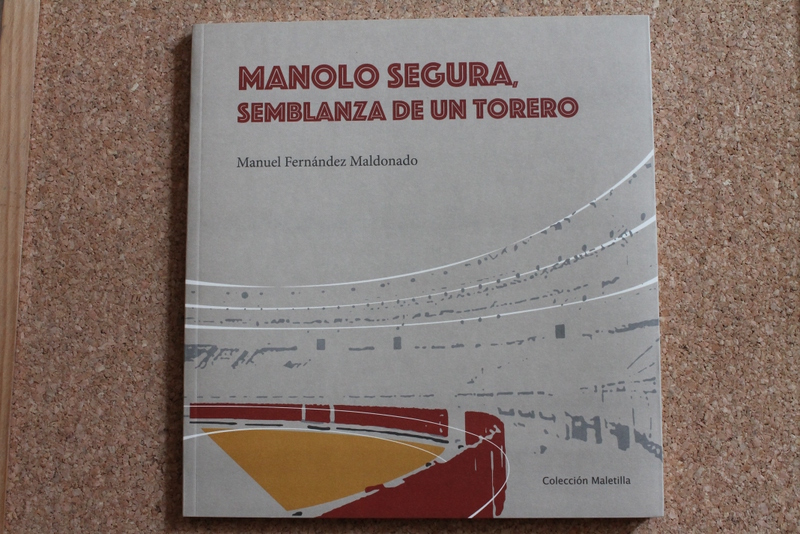 MANOLO SEGURA,
SEMBLANZA DE UN TORERO
Manuel Fernández Maldonado
Colección Maletilla